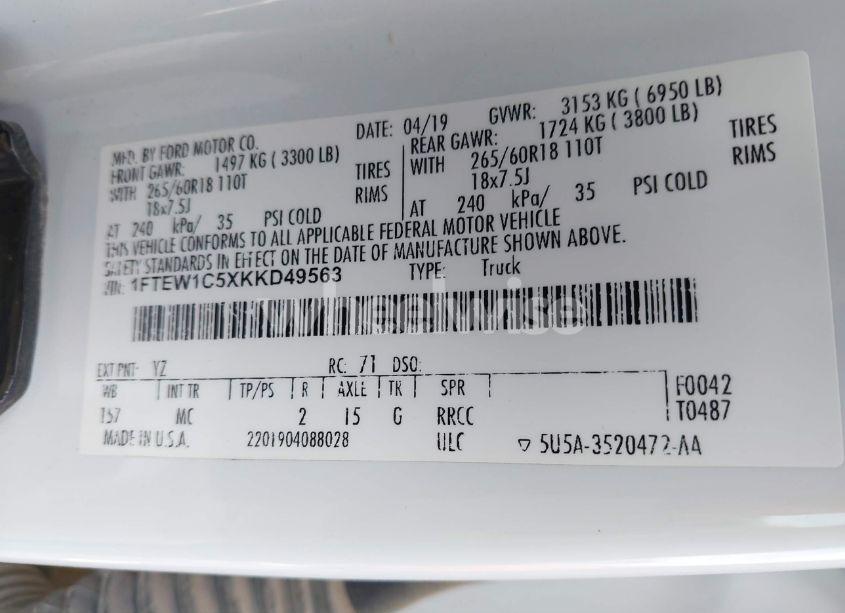 MFD. BY FORD MOTOR CO. DATE: 04/19 GVWR: 3153 KG ( 6950 LB)
FRONT GAWR: 1497 KG ( 3300 LB) REAR GAWR: 1724 KG ( 3800 LB)
WITH 265/60R18 110T TIRES WITH 265/60R18 110T TIRES
18x7.5J RIMS 18x7.5J RIMS
AT 240 kPa/ 35 PSI COLD AT 240 kPa/ 35 PSI COLD
THIS VEHICLE CONFORMS TO ALL APPLICABLE FEDERAL MOTOR VEHICLE
SAFETY STANDARDS IN EFFECT ON THE DATE OF MANUFACTURE SHOWN ABOVE.
VIN: 1FTEW1C5XKKD49563 TYPE: Truck
wheelwise
EXT PNT: YZ RC: 71 DSO:
WB INT TR TP/PS R AXLE TR SPR F0042
157 MC 2 15 G RRCC T0487
MADE IN U.S.A. 2201904088028 ULC ▽ 5U5A-3520472-AA